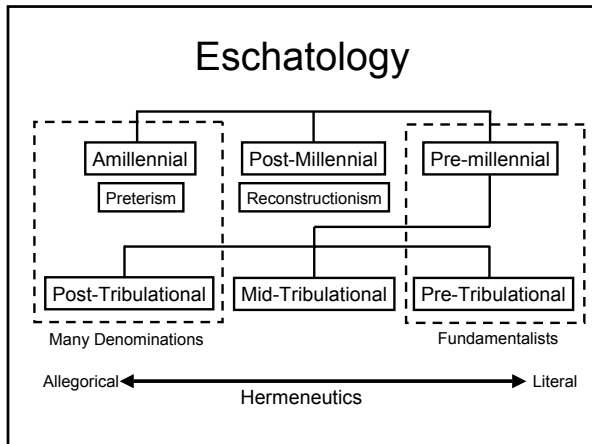 Eschatology
Amillennial Post-Millennial Pre-millennial
Preterism Reconstructionism
Post-Tribulational Mid-Tribulational Pre-Tribulational
Many Denominations Fundamentalists
Allegorical Literal
Hermeneutics